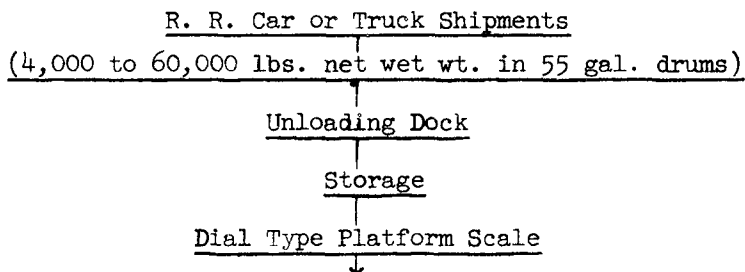 R. R. Car or Truck Shipments
(4,000 to 60,000 lbs. net wet wt. in 55 gal. drums)
Unloading Dock
Storage
Dial Type Platform Scale